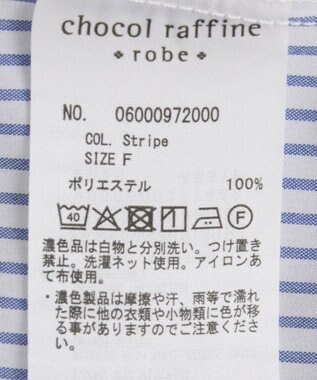 chocol raffine
robe
NO. 06000972000
COL. Stripe
SIZE F
ポリエステル 100%
40 F
濃色品は白物と分別洗い。つけ置き
禁止。洗濯ネット使用。アイロンあ
て布使用。
・濃色製品は摩擦や汗、雨等で濡れ
た際に他の衣類や小物類に色が移
る事がありますのでご注意くださ
い。